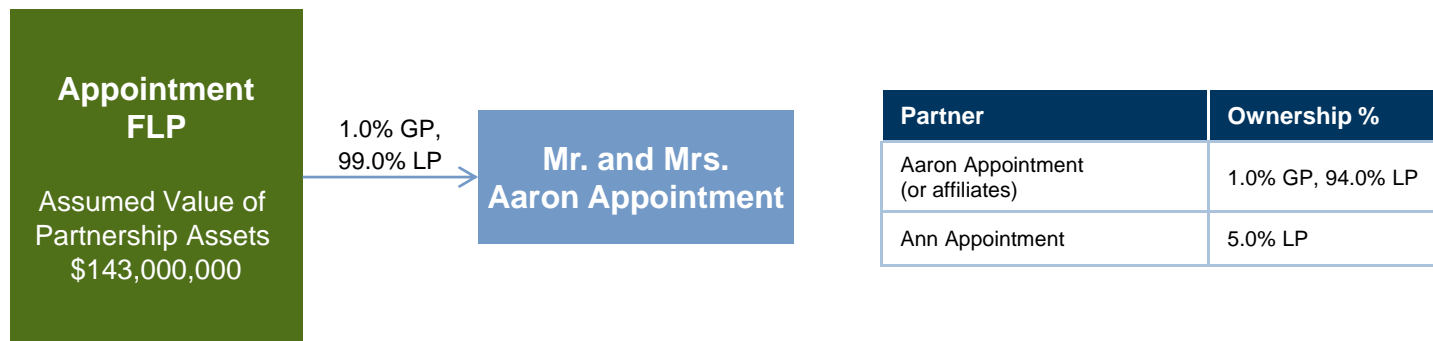 Appointment
FLP
Assumed Value of
Partnership Assets
$143,000,000
1.0% GP,
99.0% LP
Mr. and Mrs.
Aaron Appointment
Partner
Ownership %
Aaron Appointment
(or affiliates)
1.0% GP, 94.0% LP
Ann Appointment
5.0% LP